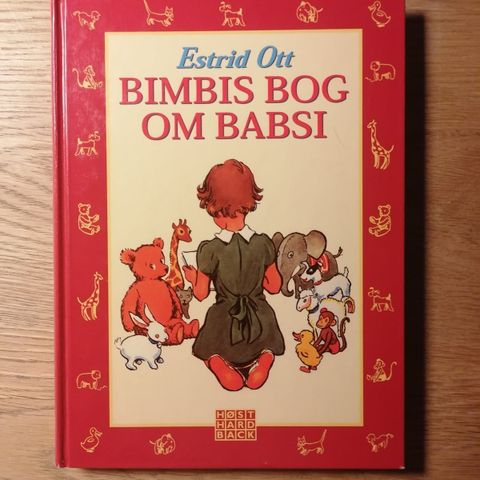 Estrid Ott
BIMBIS BOG
OM BABSI
HØST
HARD
BACK